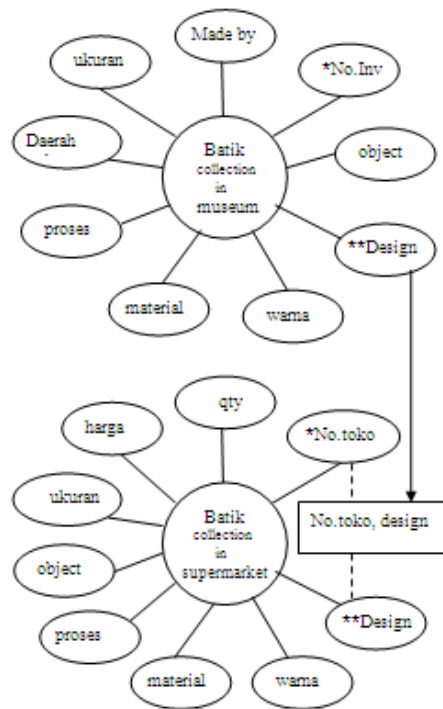 Made by
ukuran
*No.Inv
Daerah
Batik
collection
in
museum
object
proses
**Design
material
warna
qty
harga
*No.toko
ukuran
Batik
collection
in
supermarket
No.toko, design
object
proses
**Design
material
warna